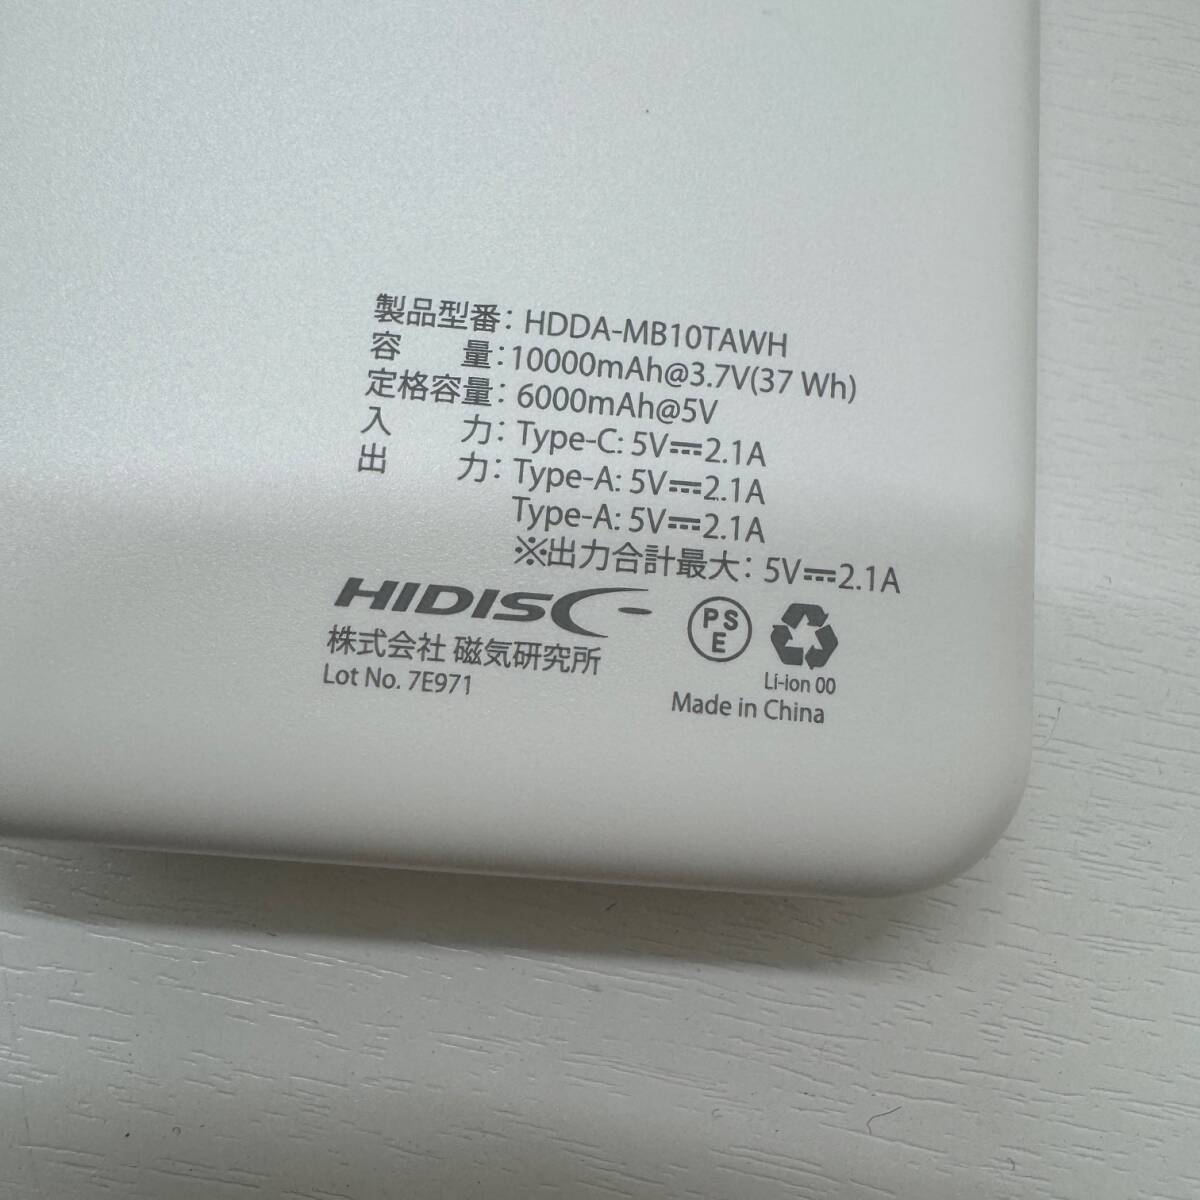 製品型番: HDDA-MB10TAWH
容　量: 10000mAh@3.7V(37 Wh)
定格容量: 6000mAh@5V
入　力: Type-C: 5V⎓2.1A
出　力: Type-A: 5V⎓2.1A
Type-A: 5V⎓2.1A
※出力合計最大: 5V⎓2.1A
HIDISC
PSE
株式会社 磁気研究所
Li-ion 00
Lot No. 7E971
Made in China